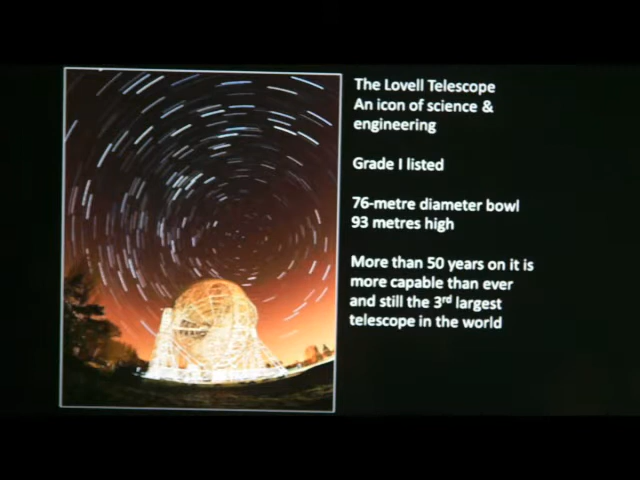 The Lovell Telescope
An icon of science &
engineering
Grade I listed
76-metre diameter bowl
93 metres high
More than 50 years on it is
more capable than ever
and still the 3rd largest
telescope in the world